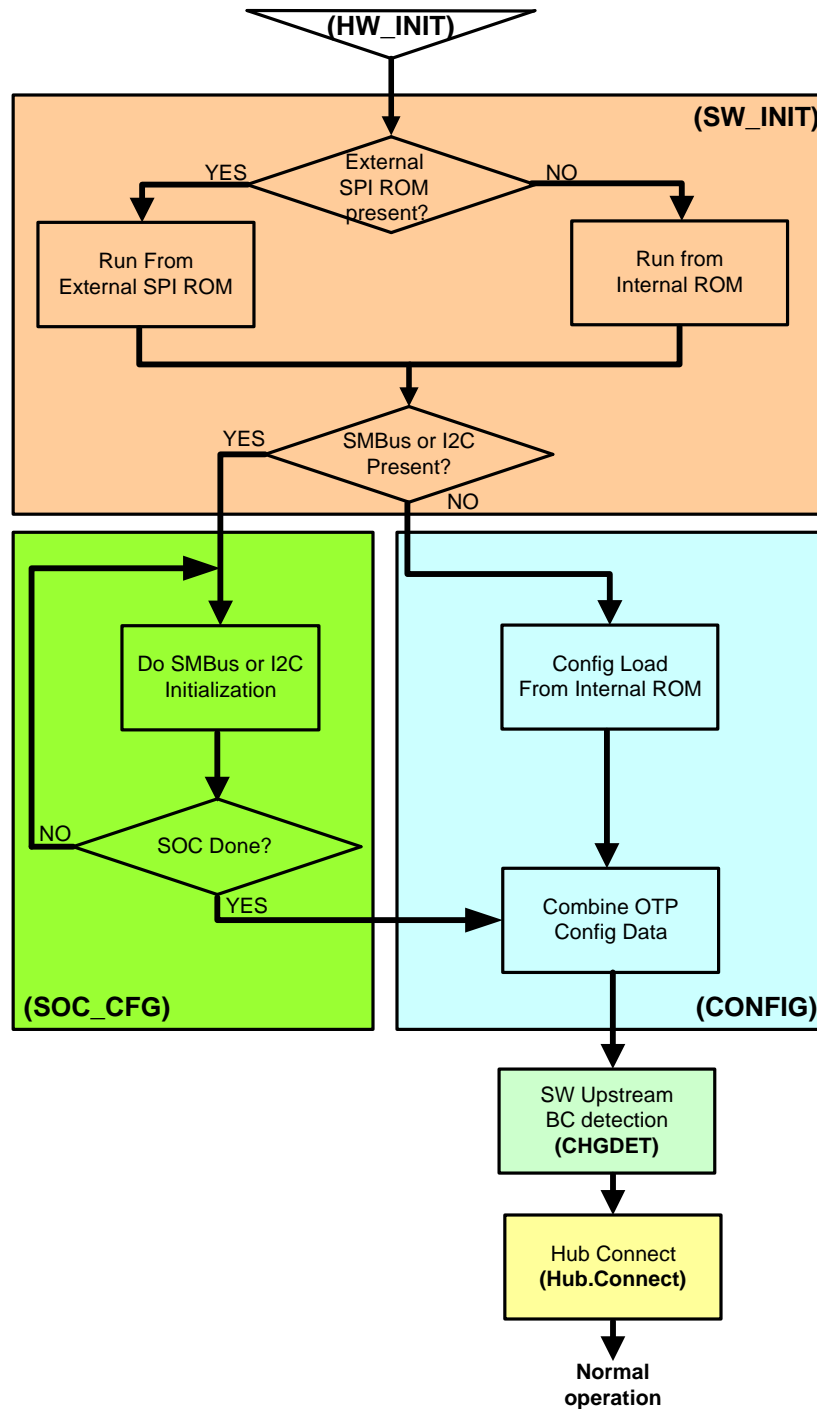 (HW_INIT)
(SW_INIT)
YES
External
SPI ROM
present?
NO
Run From
External SPI ROM
Run from
Internal ROM
YES
SMBus or I2C
Present?
NO
Do SMBus or I2C
Initialization
Config Load
From Internal ROM
NO
SOC Done?
YES
Combine OTP
Config Data
(SOC_CFG)
(CONFIG)
SW Upstream
BC detection
(CHGDET)
Hub Connect
(Hub.Connect)
Normal
operation